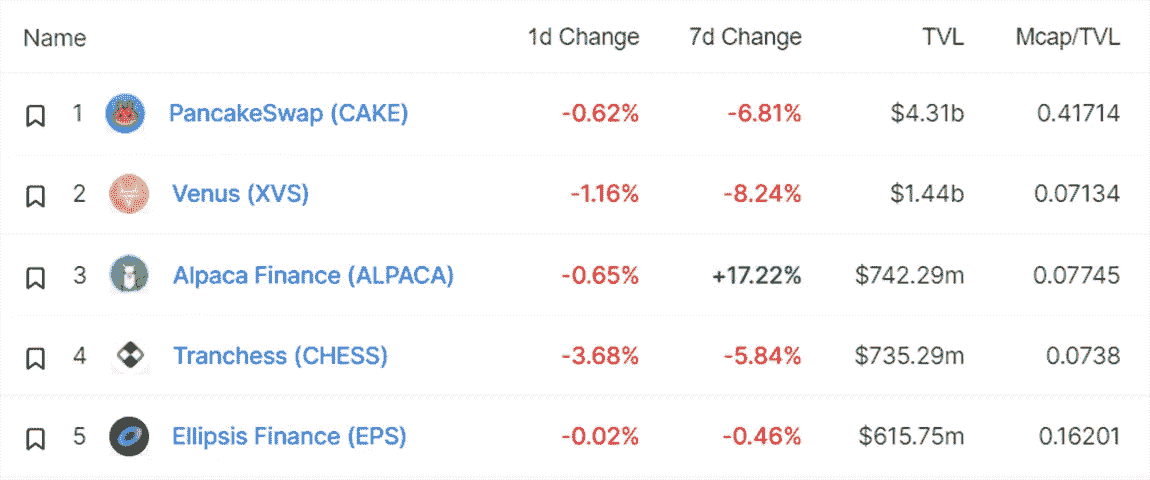 Name 1d Change 7d Change TVL Mcap/TVL
1 PancakeSwap (CAKE) -0.62% -6.81% $4.31b 0.41714
2 Venus (XVS) -1.16% -8.24% $1.44b 0.07134
3 Alpaca Finance (ALPACA) -0.65% +17.22% $742.29m 0.07745
4 Tranchess (CHESS) -3.68% -5.84% $735.29m 0.0738
5 Ellipsis Finance (EPS) -0.02% -0.46% $615.75m 0.16201